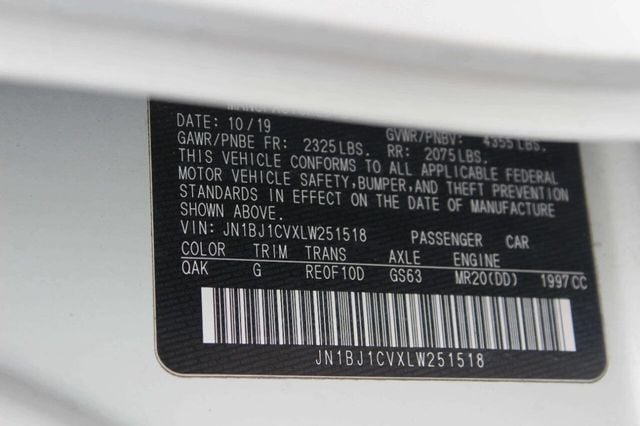 DATE: 10/19 GVWR/PNBV: 4355LBS.
GAWR/PNBE FR: 2325LBS. RR: 2075LBS.
THIS VEHICLE CONFORMS TO ALL APPLICABLE FEDERAL
MOTOR VEHICLE SAFETY,BUMPER,AND THEFT PREVENTION
STANDARDS IN EFFECT ON THE DATE OF MANUFACTURE
SHOWN ABOVE.
VIN: JN1BJ1CVXLW251518 PASSENGER CAR
COLOR TRIM TRANS AXLE ENGINE
QAK G RE0F10D GS63 MR20(DD) 1997CC
JN1BJ1CVXLW251518